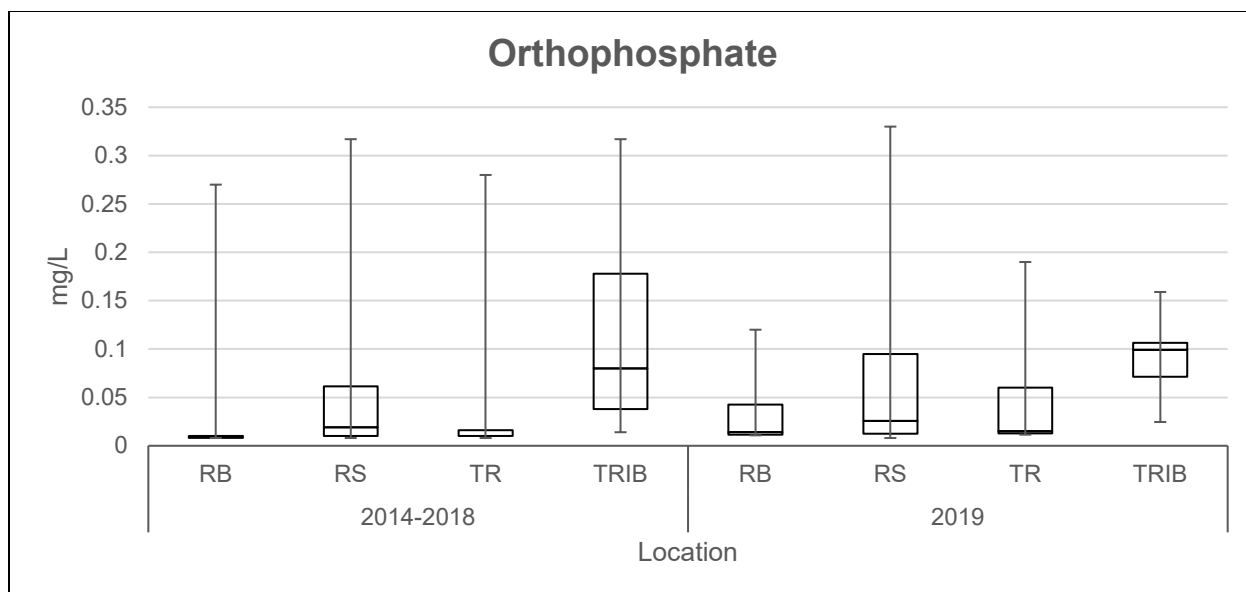 Orthophosphate
0.35
0.3
0.25
0.2
0.15
0.1
0.05
0
mg/L
RB RS TR TRIB RB RS TR TRIB
2014-2018 2019
Location